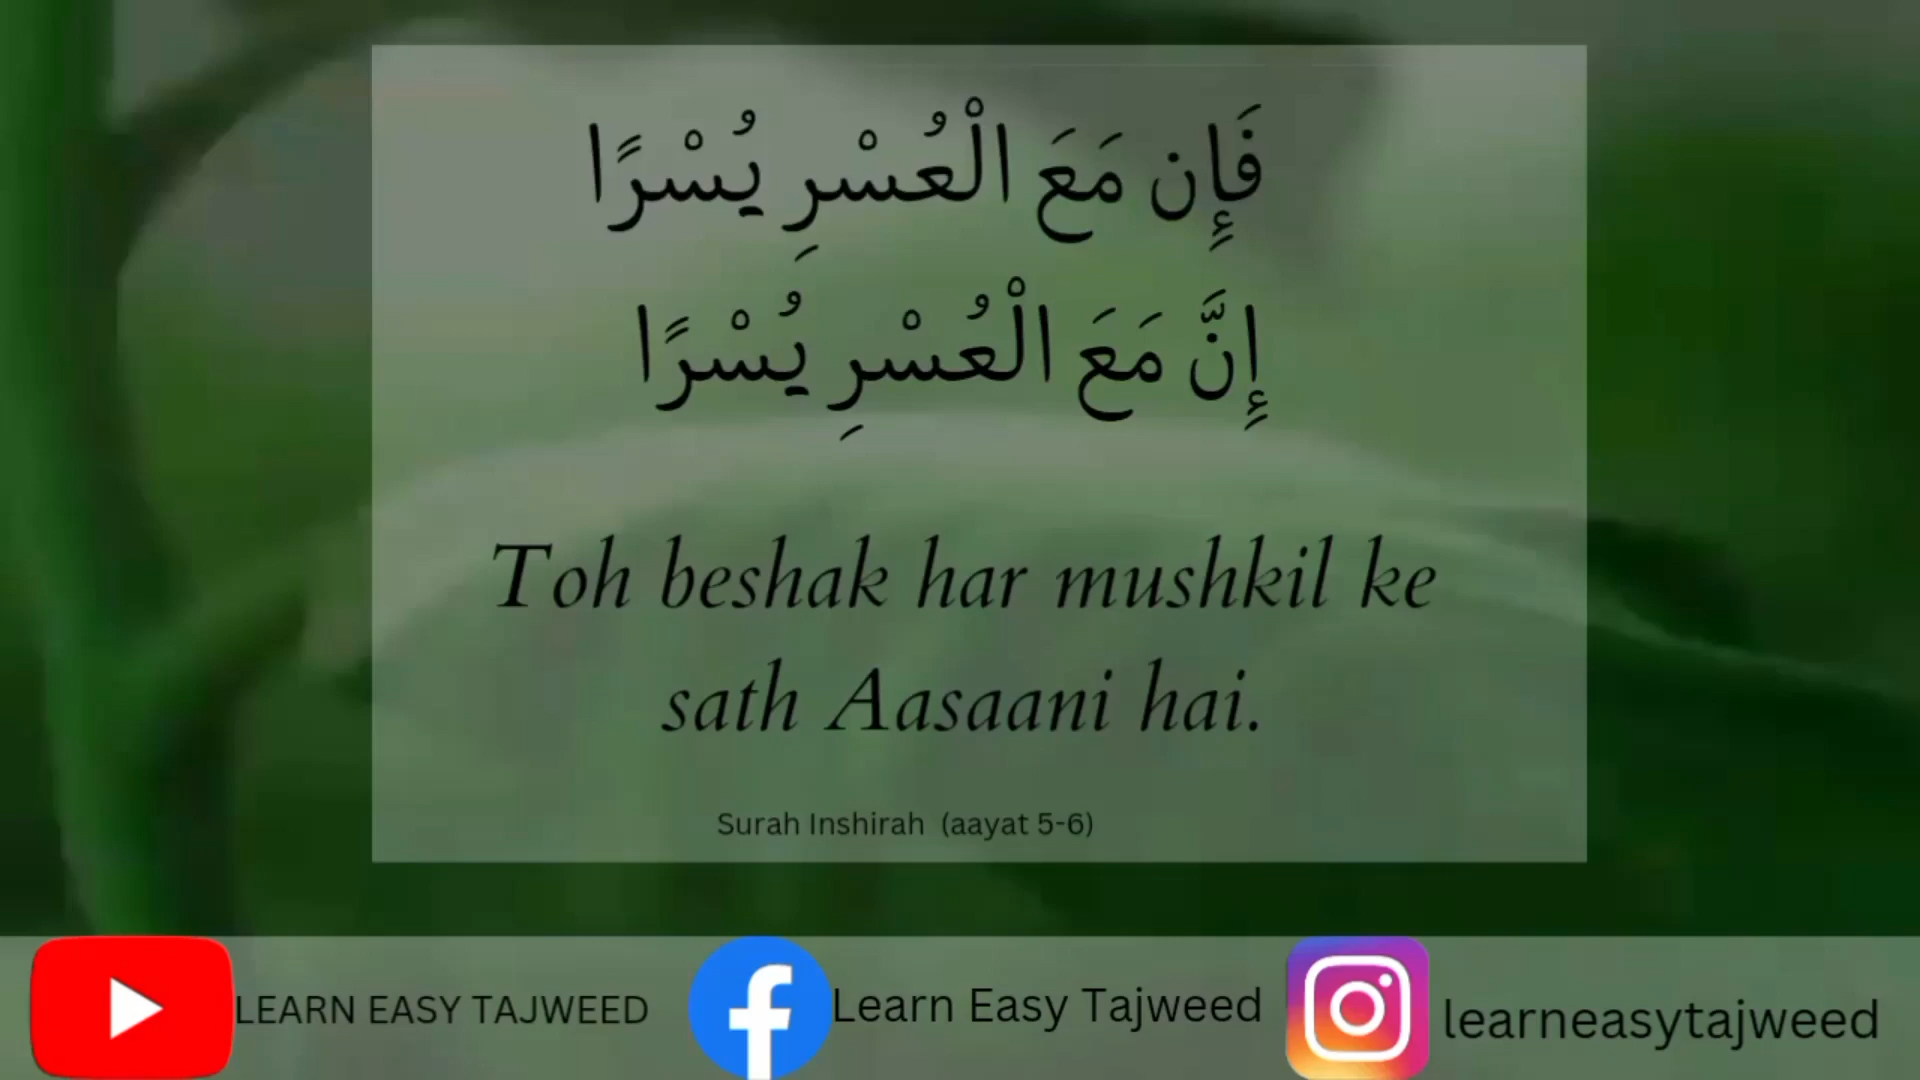 فَإِن مَعَ الْعُسْرِ يُسْرًا
إِنَّ مَعَ الْعُسْرِ يُسْرًا
Toh beshak har mushkil ke
sath Aasaani hai.
Surah Inshirah (aayat 5-6)
LEARN EASY TAJWEED
Learn Easy Tajweed
learneasytajweed